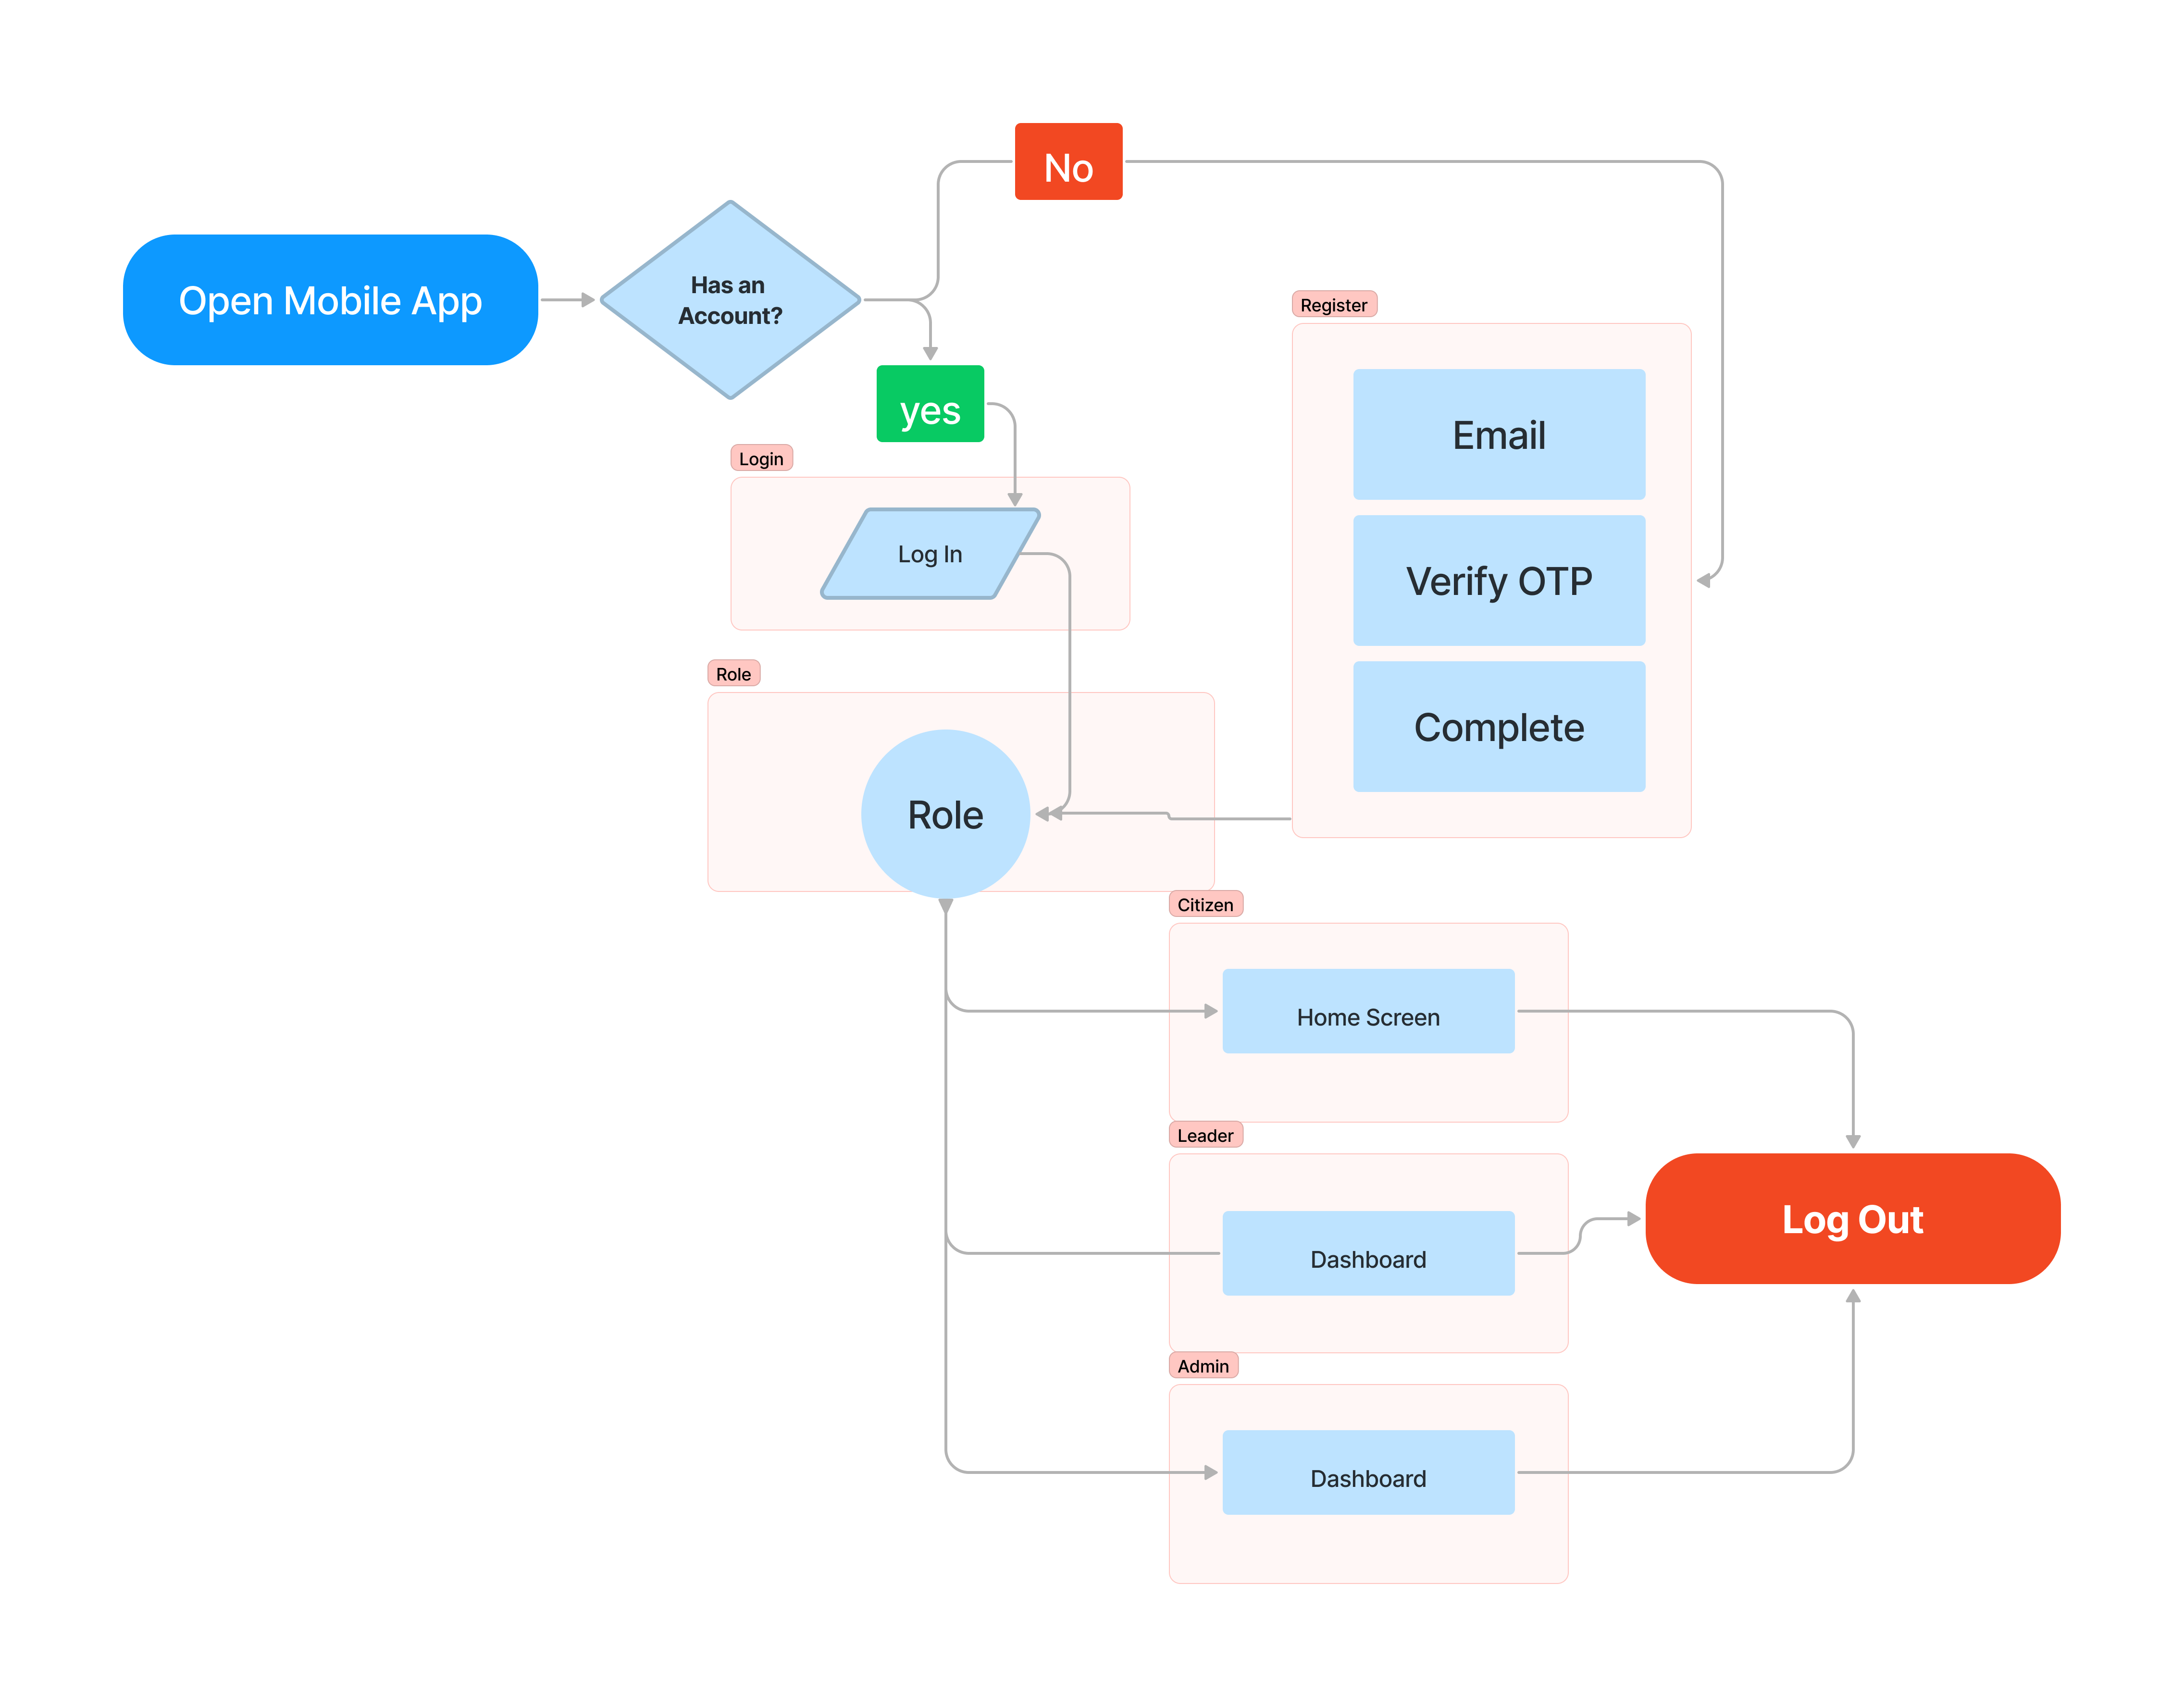 No
Open Mobile App
Has an
Account?
yes
Register
Email
Verify OTP
Complete
Login
Log In
Role
Role
Citizen
Home Screen
Leader
Dashboard
Log Out
Admin
Dashboard